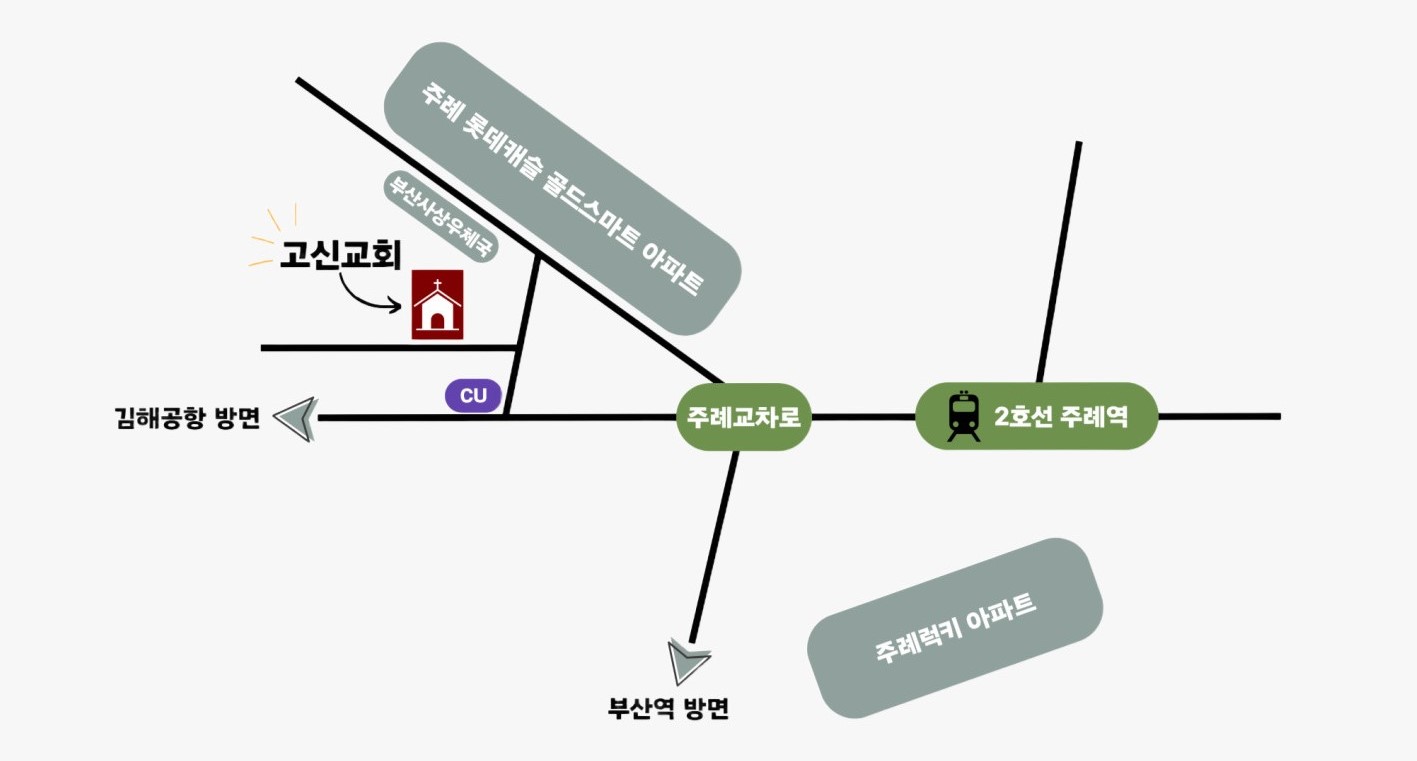 주례 롯데캐슬 골드스마트 아파트
부산사상우체국
고신교회
CU
김해공항 방면
주례교차로
2호선 주례역
주례럭키 아파트
부산역 방면